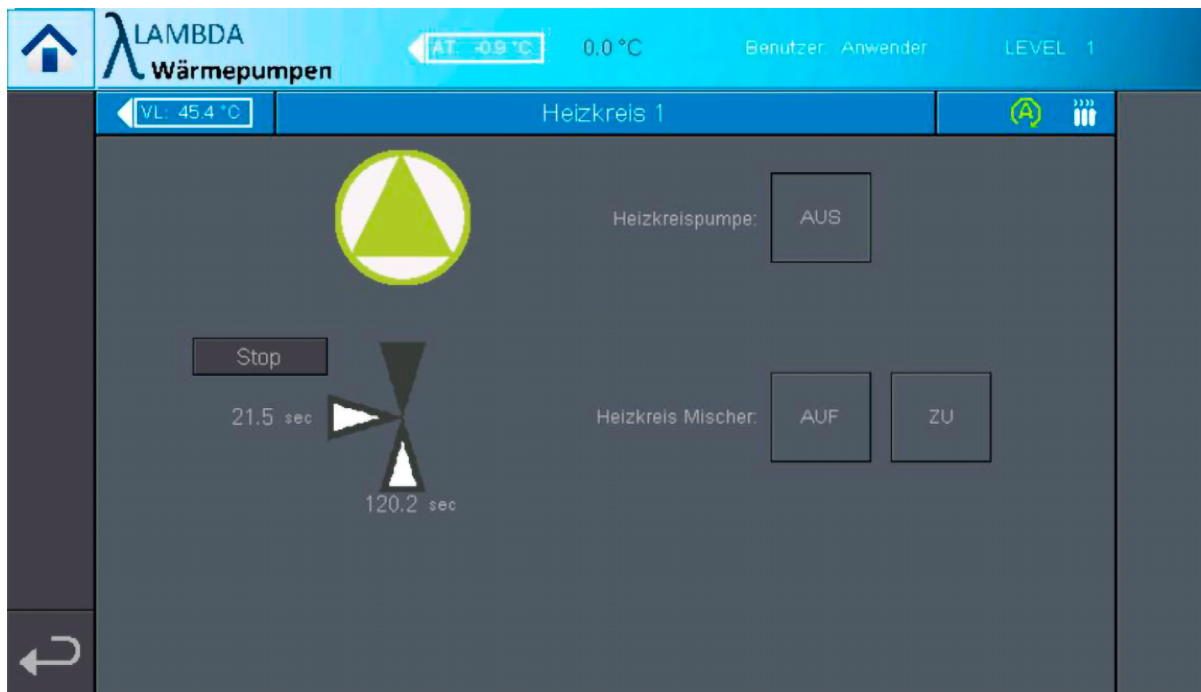 λ LAMBDA
Wärmepumpen
AT: -0.9 °C
0.0 °C
Benutzer: Anwender
LEVEL 1
VL: 45.4 °C
Heizkreis 1
A
Heizkreispumpe:
AUS
Stop
21.5 sec
Heizkreis Mischer:
AUF
ZU
120.2 sec